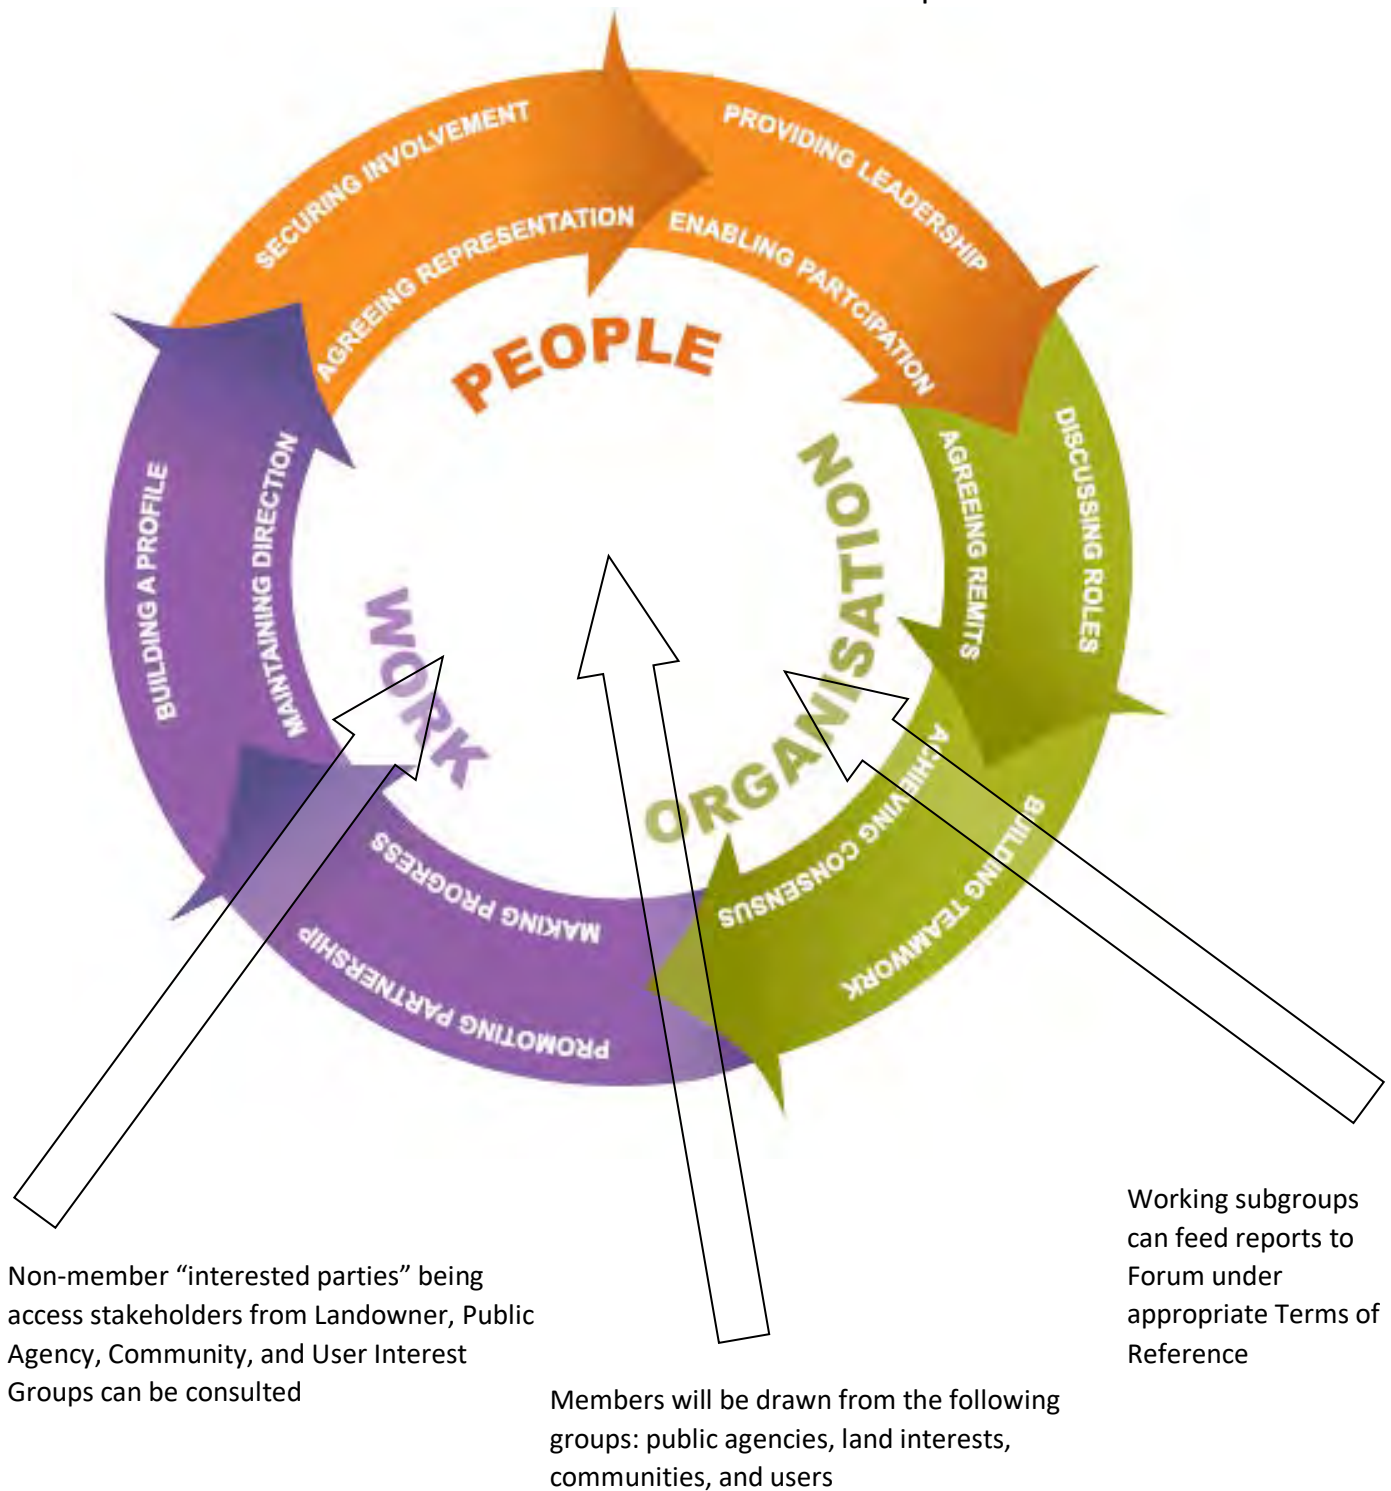 SECURING INVOLVEMENT
AGREEING REPRESENTATION
PROVIDING LEADERSHIP
ENABLING PARTCIPATION
PEOPLE
DISCUSSING ROLES
AGREEING REMITS
ORGANISATION
ACHIEVING CONSENSUS
BUILDING TEAMWORK
MAKING PROGRESS
PROMOTING PARTNERSHIP
WORK
BUILDING A PROFILE
MAINTAINING DIRECTION
Non-member “interested parties” being
access stakeholders from Landowner, Public
Agency, Community, and User Interest
Groups can be consulted
Members will be drawn from the following
groups: public agencies, land interests,
communities, and users
Working subgroups
can feed reports to
Forum under
appropriate Terms of
Reference